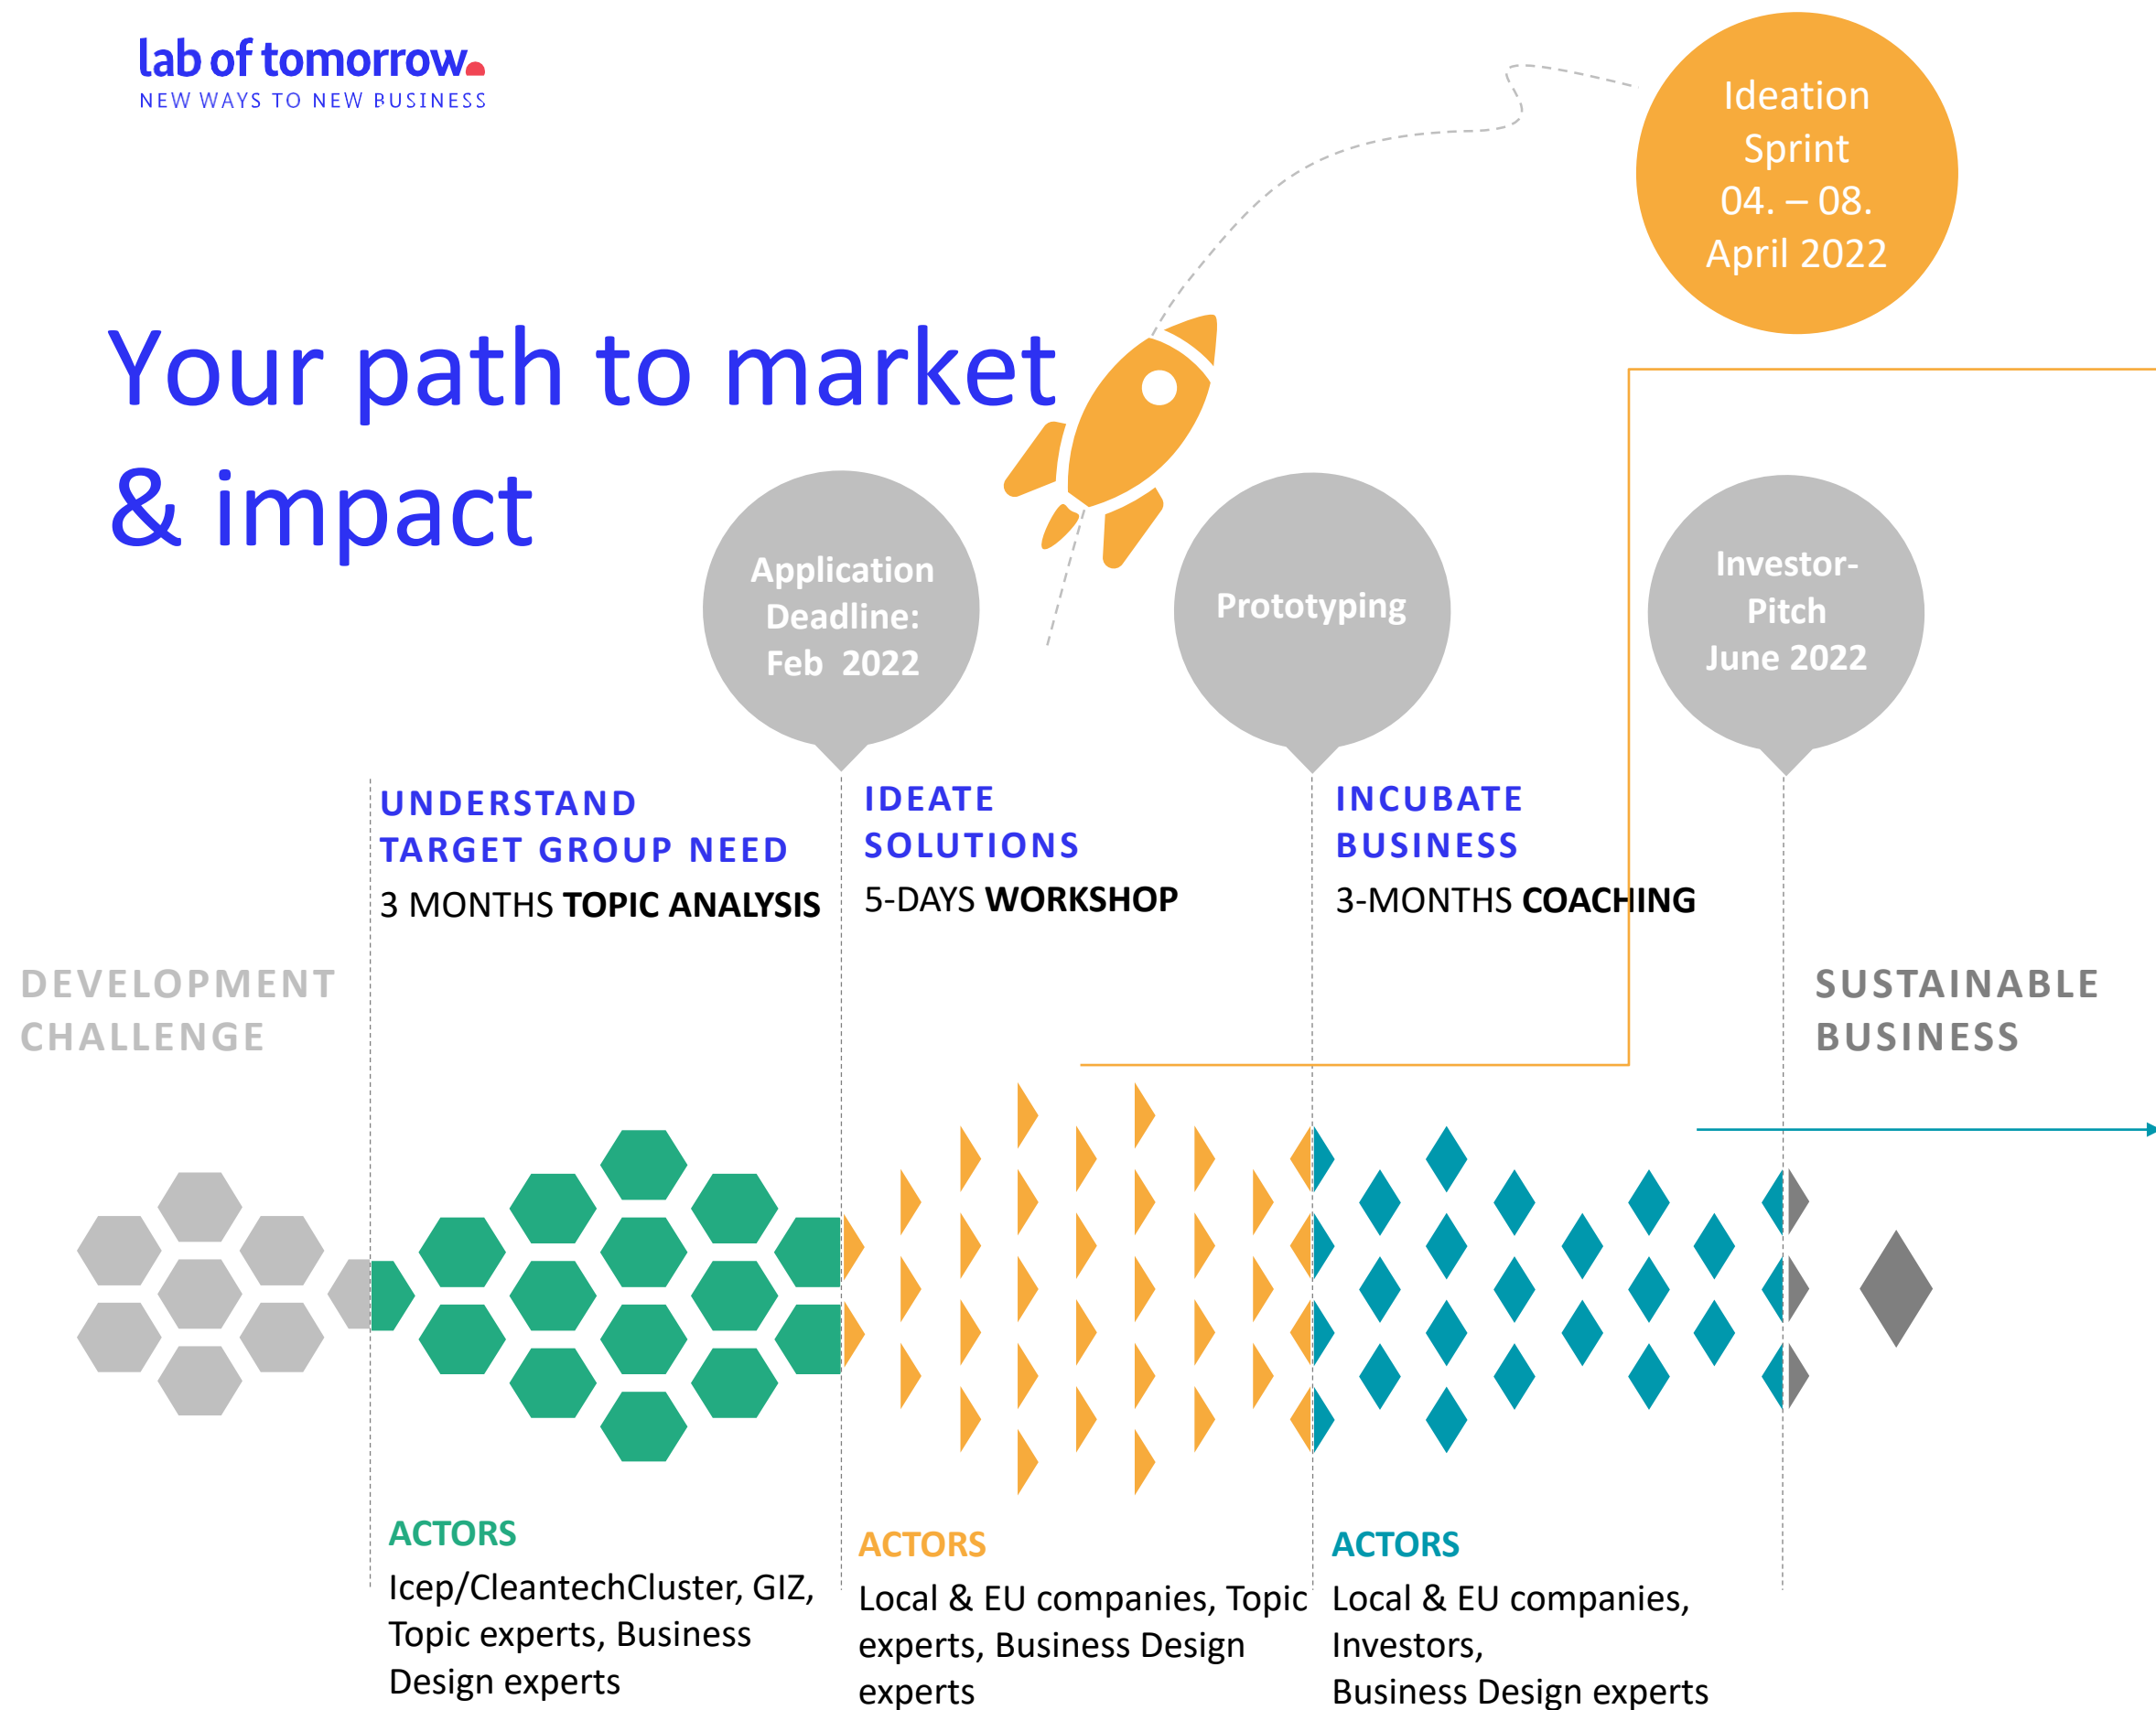 lab of tomorrow.
NEW WAYS TO NEW BUSINESS
Ideation
Sprint
04. – 08.
April 2022
Your path to market
& impact
Application
Deadline:
Feb 2022
Prototyping
Investor-
Pitch
June 2022
UNDERSTAND
TARGET GROUP NEED
3 MONTHS TOPIC ANALYSIS
IDEATE
SOLUTIONS
5-DAYS WORKSHOP
INCUBATE
BUSINESS
3-MONTHS COACHING
DEVELOPMENT
CHALLENGE
SUSTAINABLE
BUSINESS
ACTORS
Icep/CleantechCluster, GIZ,
Topic experts, Business
Design experts
ACTORS
Local & EU companies, Topic
experts, Business Design
experts
ACTORS
Local & EU companies,
Investors,
Business Design experts